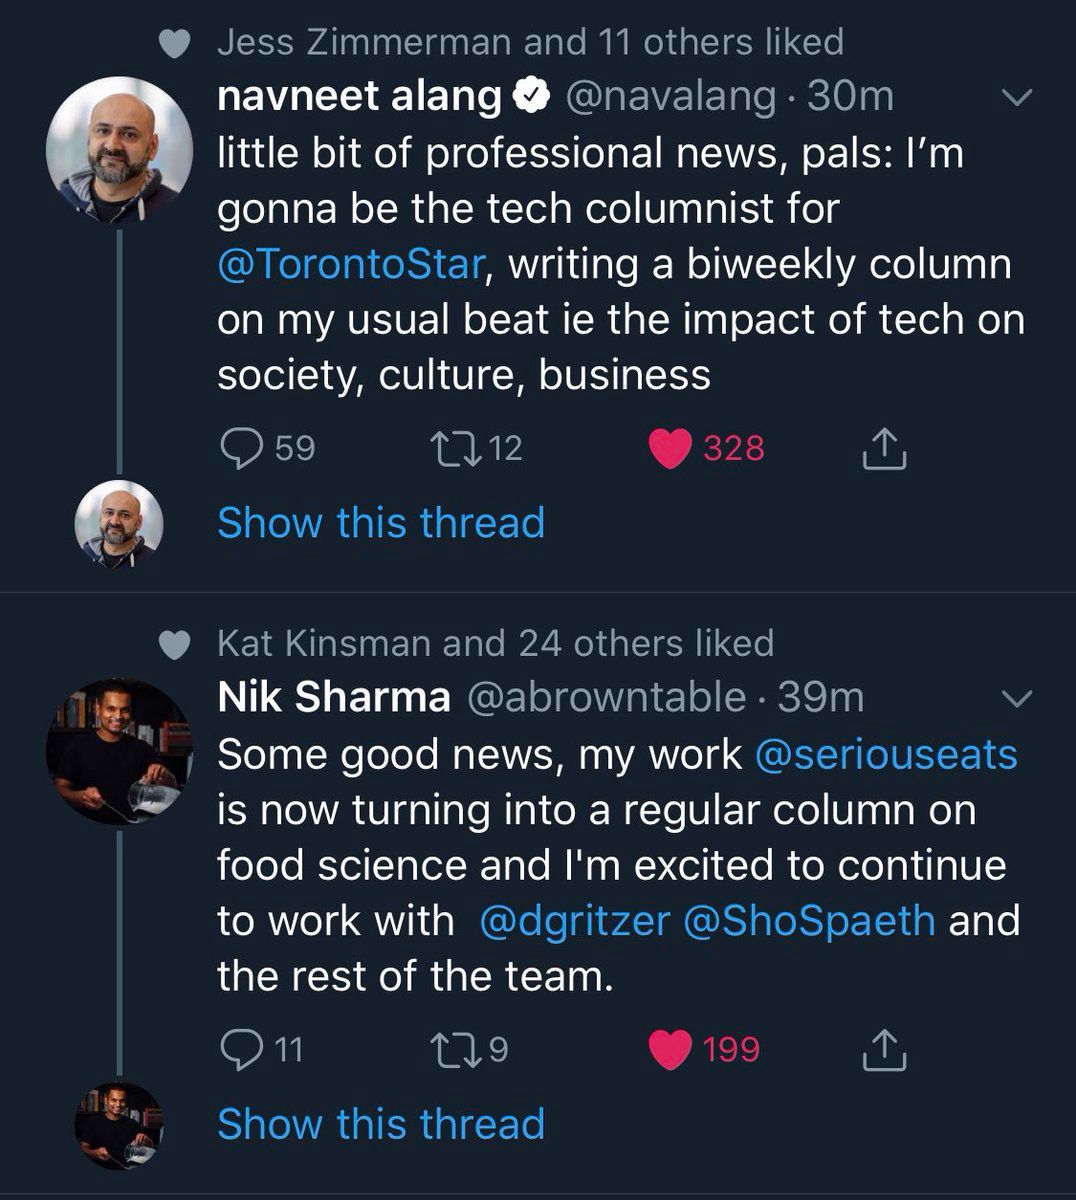 Jess Zimmerman and 11 others liked
navneet alang @navalang · 30m
little bit of professional news, pals: I’m
gonna be the tech columnist for
@TorontoStar, writing a biweekly column
on my usual beat ie the impact of tech on
society, culture, business
59 12 328
Show this thread
Kat Kinsman and 24 others liked
Nik Sharma @abrowntable · 39m
Some good news, my work @seriouseats
is now turning into a regular column on
food science and I'm excited to continue
to work with @dgritzer @ShoSpaeth and
the rest of the team.
11 9 199
Show this thread